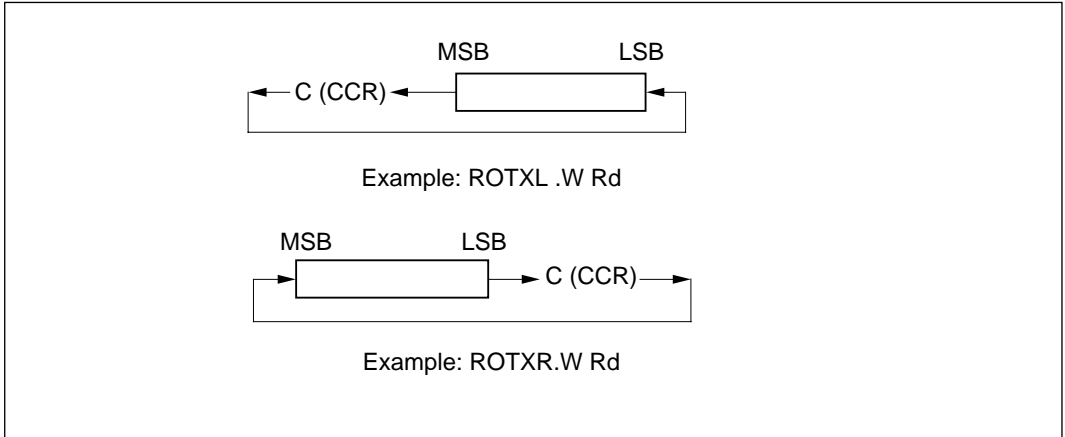 MSB LSB
C (CCR)
Example: ROTXL .W Rd
MSB LSB
C (CCR)
Example: ROTXR.W Rd